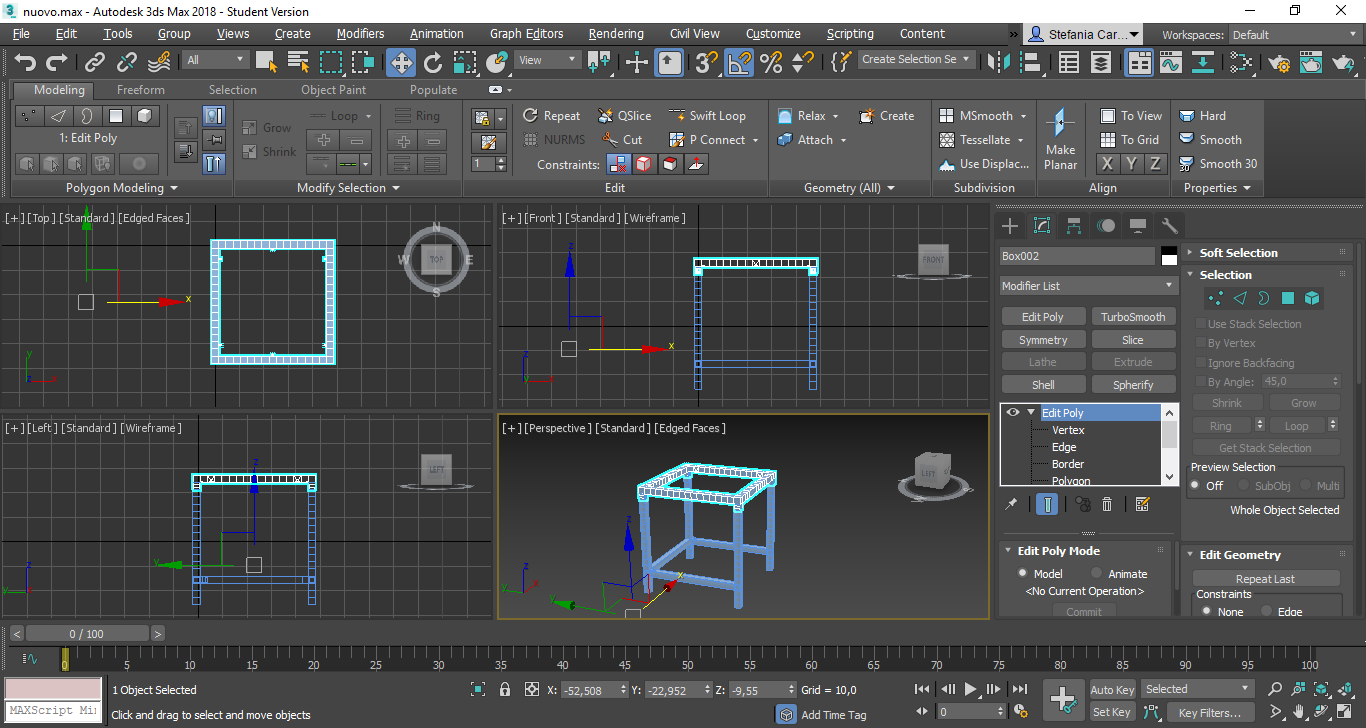 nuovo.max - Autodesk 3ds Max 2018 - Student Version
File Edit Tools Group Views Create Modifiers Animation Graph Editors Rendering Civil View Customize Scripting Content » Stefania Car... Workspaces: Default
All View Create Selection Se
Modeling Freeform Selection Object Paint Populate
1: Edit Poly
Grow
Shrink
Loop Ring
1
Repeat QSlice Swift Loop
NURMS Cut P Connect
Constraints:
Relax Create
Attach
MSmooth
Tessellate
Use Displac...
Make
Planar
To View
To Grid
X Y Z
Hard
Smooth
Smooth 30
Polygon Modeling Modify Selection Edit Geometry (All) Subdivision Align Properties
[+] [Top ] [Standard ] [Edged Faces ]
N
W TOP E
S
x
y
z
[+] [Front ] [Standard ] [Wireframe ]
FRONT
z
x
[+] [Left ] [Standard ] [Wireframe ]
LEFT
z
y
[+] [Perspective ] [Standard ] [Edged Faces ]
LEFT
z
x
y
Box002
Modifier List
Edit Poly TurboSmooth
Symmetry Slice
Lathe Extrude
Shell Spherify
Edit Poly
Vertex
Edge
Border
Polygon
Edit Poly Mode
Model Animate
<No Current Operation>
Commit
Soft Selection
Selection
Use Stack Selection
By Vertex
Ignore Backfacing
By Angle: 45,0
Shrink Grow
Ring Loop
Get Stack Selection
Preview Selection
Off SubObj Multi
Whole Object Selected
Edit Geometry
Repeat Last
Constraints
None Edge
< 0 / 100 >
0 5 10 15 20 25 30 35 40 45 50 55 60 65 70 75 80 85 90 95 100
MAXScript Mi
1 Object Selected
Click and drag to select and move objects
X: -52,508 Y: -22,952 Z: -9,55 Grid = 10,0
Add Time Tag
0
Auto Key Selected
Set Key Key Filters...